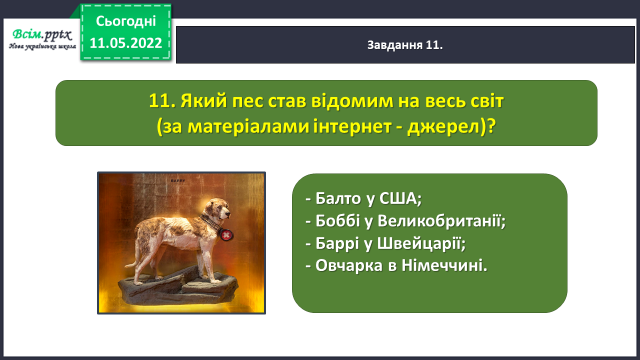 Всім.pptx
Нова українська школа
Сьогодні
11.05.2022
Завдання 11.
11. Який пес став відомим на весь світ
(за матеріалами інтернет - джерел)?
BARRY
- Балто у США;
- Боббі у Великобританії;
- Баррі у Швейцарії;
- Овчарка в Німеччині.